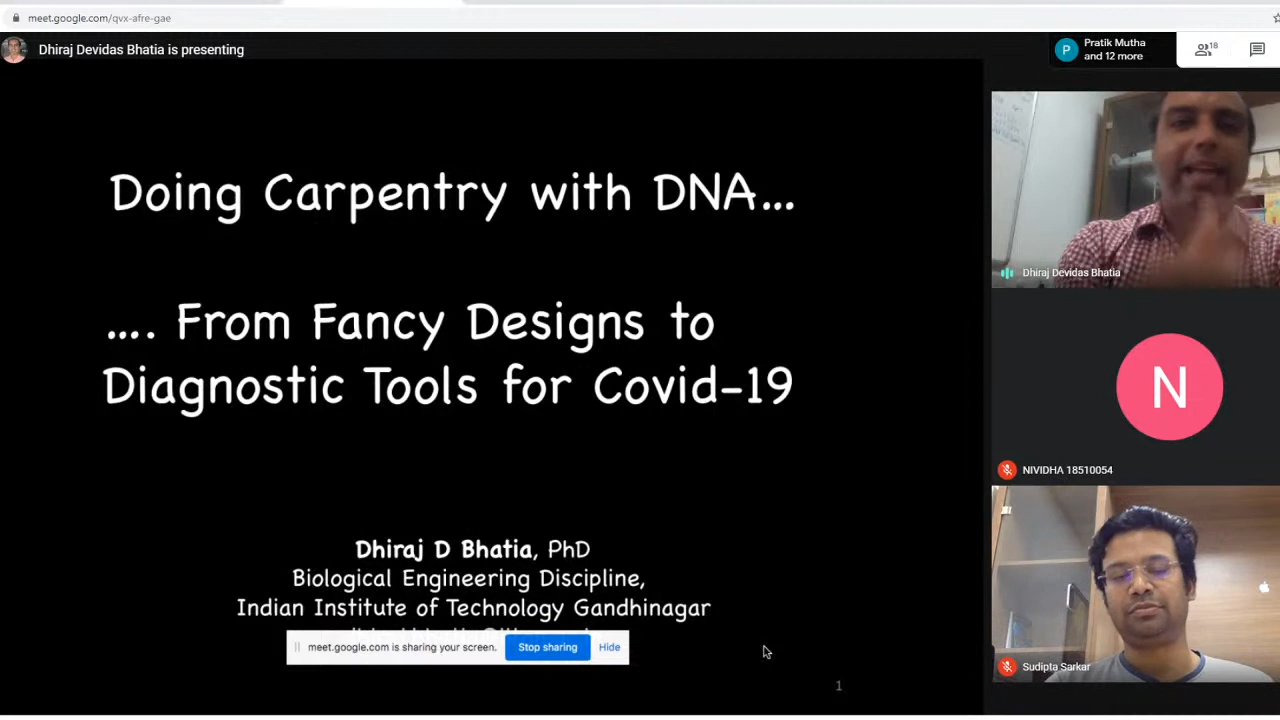 meet.google.com/qvx-afre-gae
Dhiraj Devidas Bhatia is presenting
P
Pratik Mutha
and 12 more
18
Doing Carpentry with DNA...
.... From Fancy Designs to
Diagnostic Tools for Covid-19
Dhiraj D Bhatia, PhD
Biological Engineering Discipline,
Indian Institute of Technology Gandhinagar
meet.google.com is sharing your screen.
Stop sharing
Hide
1
Dhiraj Devidas Bhatia
N
NIVIDHA 18510054
Sudipta Sarkar